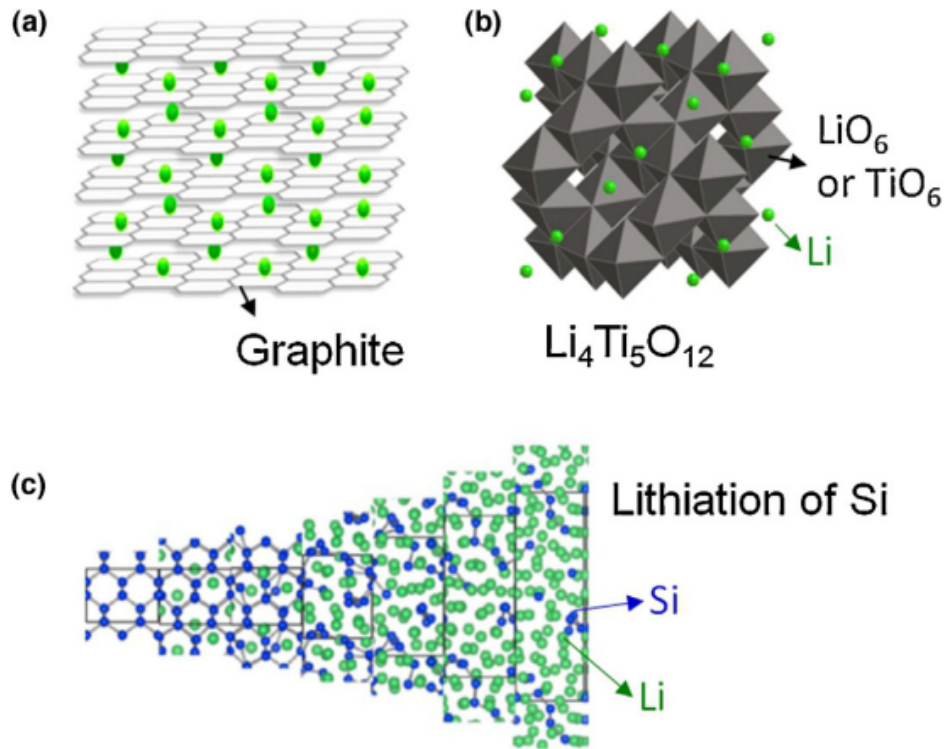 (a)
(b)
LiO₆
or TiO₆
Li
Graphite
Li₄Ti₅O₁₂
(c)
Lithiation of Si
Si
Li